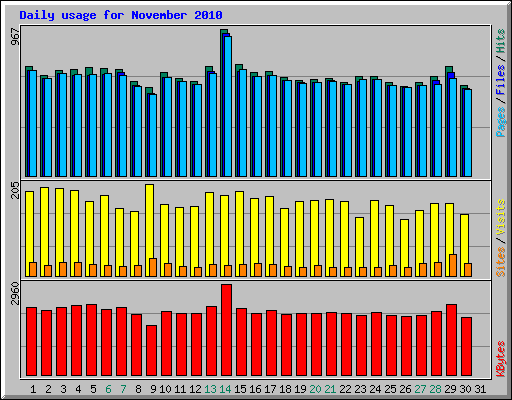 Daily usage for November 2010
967
Pages / Files / Hits
205
Sites / Visits
2960
KBytes
1 2 3 4 5 6 7 8 9 10 11 12 13 14 15 16 17 18 19 20 21 22 23 24 25 26 27 28 29 30 31